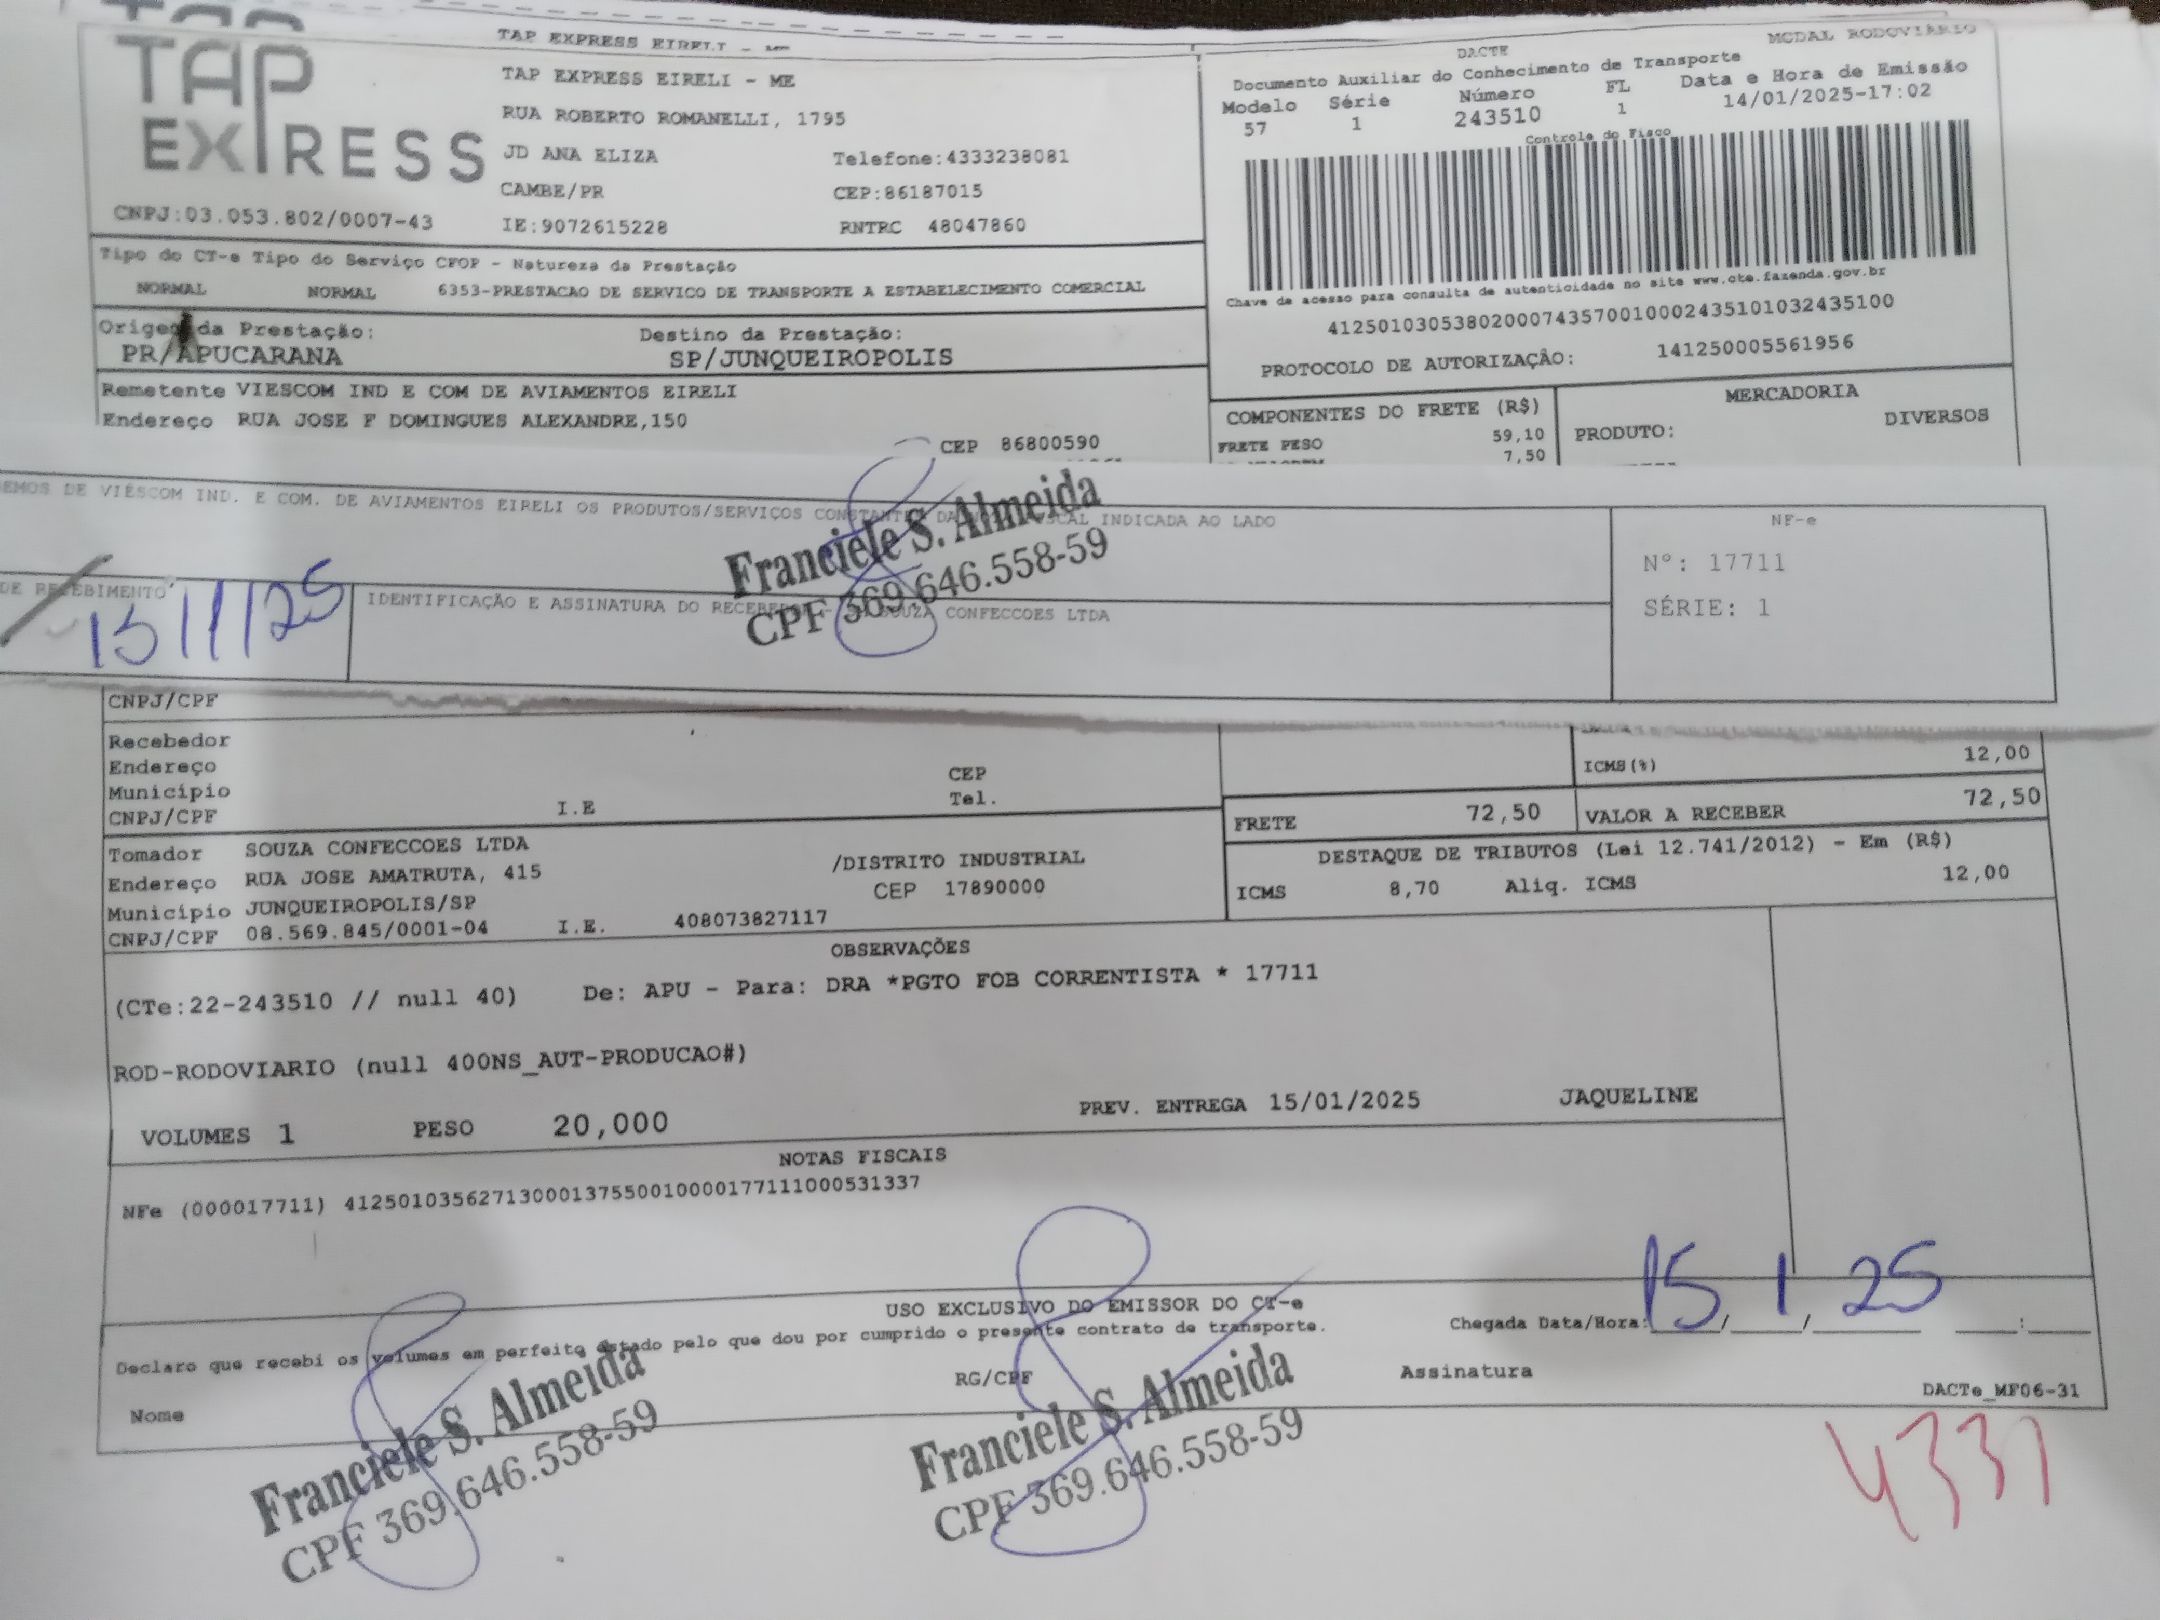 TAP
EXPRESS
TAP EXPRESS EIRELI - ME
TAP EXPRESS EIRELI - ME
RUA ROBERTO ROMANELLI, 1795
JD ANA ELIZA Telefone:4333238081
CAMBE/PR CEP:86187015
CNPJ:03.053.802/0007-43 IE:9072615228 RNTRC 48047860
DACTE MODAL RODOVIÁRIO
Documento Auxiliar do Conhecimento de Transporte
Modelo Série Número FL Data e Hora de Emissão
57 1 243510 1 14/01/2025-17:02
Controle do Fisco
Chave de acesso para consulta de autenticidade no site www.cte.fazenda.gov.br
41250103053802000743570010002435101032435100
PROTOCOLO DE AUTORIZAÇÃO: 141250005561956
Tipo do CT-e Tipo do Serviço CFOP - Natureza da Prestação
NORMAL NORMAL 6353-PRESTACAO DE SERVICO DE TRANSPORTE A ESTABELECIMENTO COMERCIAL
Origem da Prestação: Destino da Prestação:
PR/APUCARANA SP/JUNQUEIROPOLIS
Remetente VIESCOM IND E COM DE AVIAMENTOS EIRELI
Endereço RUA JOSE F DOMINGUES ALEXANDRE,150
CEP 86800590
COMPONENTES DO FRETE (R$) MERCADORIA
FRETE PESO 59,10 PRODUTO: DIVERSOS
7,50
EMOS DE VIESCOM IND. E COM. DE AVIAMENTOS EIRELI OS PRODUTOS/SERVIÇOS CONSTANTES DA NOTA FISCAL INDICADA AO LADO
NF-e
Nº: 17711
SÉRIE: 1
Franciele S. Almeida
CPF 369.646.558-59
DE RECEBIMENTO
15/1/25
IDENTIFICAÇÃO E ASSINATURA DO RECEBEDOR - SOUZA CONFECCOES LTDA
CNPJ/CPF
Recebedor
Endereço CEP
Município Tel.
CNPJ/CPF I.E
ICMS(%) 12,00
FRETE 72,50 VALOR A RECEBER 72,50
DESTAQUE DE TRIBUTOS (Lei 12.741/2012) - Em (R$)
ICMS 8,70 Aliq. ICMS 12,00
Tomador SOUZA CONFECCOES LTDA
Endereço RUA JOSE AMATRUTA, 415 /DISTRITO INDUSTRIAL
Município JUNQUEIROPOLIS/SP CEP 17890000
CNPJ/CPF 08.569.845/0001-04 I.E. 408073827117
OBSERVAÇÕES
(CTe:22-243510 // null 40) De: APU - Para: DRA *PGTO FOB CORRENTISTA * 17711
ROD-RODOVIARIO (null 400NS_AUT-PRODUCAO#)
VOLUMES 1 PESO 20,000 PREV. ENTREGA 15/01/2025 JAQUELINE
NOTAS FISCAIS
NFe (000017711) 41250103562713000137550010000177111000531337
USO EXCLUSIVO DO EMISSOR DO CT-e
Declaro que recebi os volumes em perfeito estado pelo que dou por cumprido o presente contrato de transporte.
Chegada Data/Hora: 15/1/25 :
Nome RG/CPF Assinatura
DACTe_MF06-31
Franciele S. Almeida
CPF 369.646.558-59
Franciele S. Almeida
CPF 369.646.558-59
4331